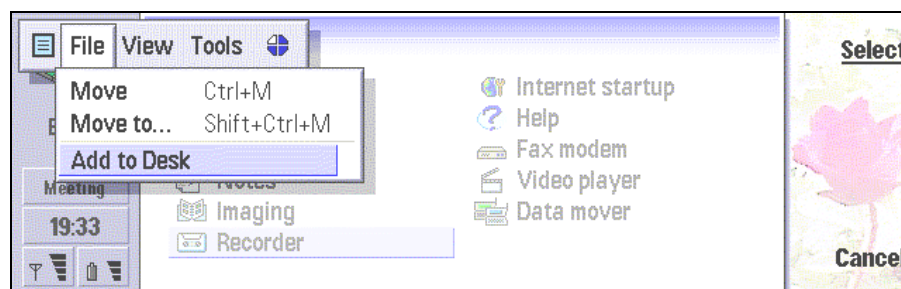 File View Tools
Select
Move Ctrl+M
Move to... Shift+Ctrl+M
Add to Desk
Internet startup
Help
Fax modem
Notes
Video player
Meeting
Imaging
Data mover
19:33
Recorder
Cancel